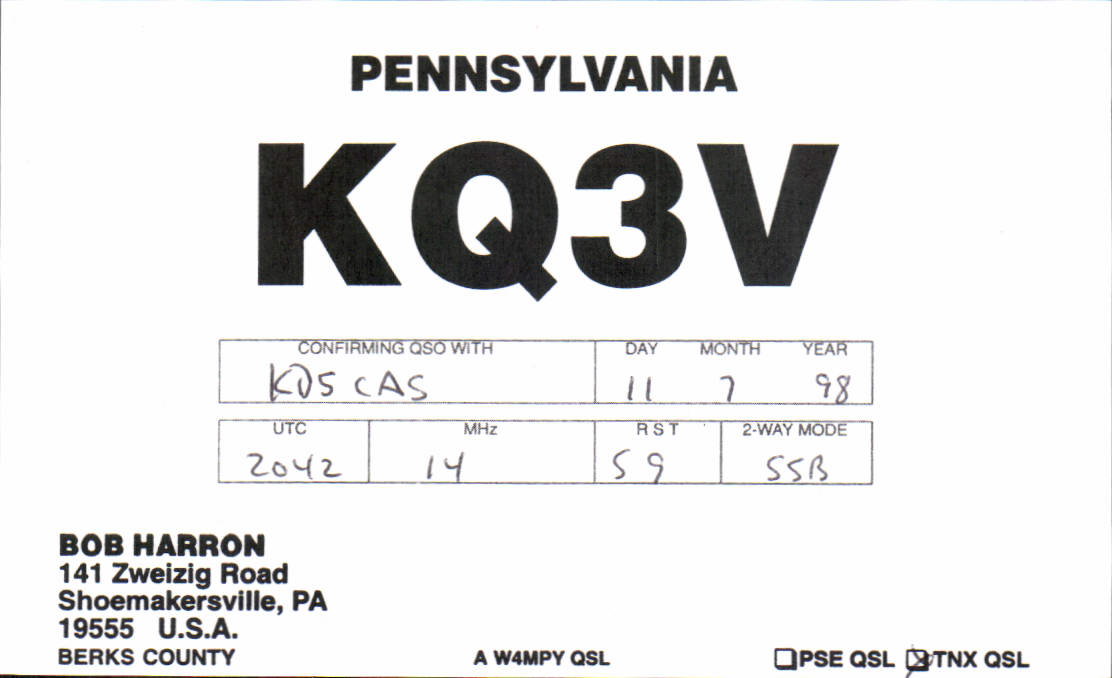 PENNSYLVANIA
KQ3V
CONFIRMING QSO WITH DAY MONTH YEAR
KD5CAS 11 7 98
UTC MHz R S T 2-WAY MODE
2042 14 59 SSB
BOB HARRON
141 Zweizig Road
Shoemakersville, PA
19555 U.S.A.
BERKS COUNTY A W4MPY QSL ☐PSE QSL ☒TNX QSL